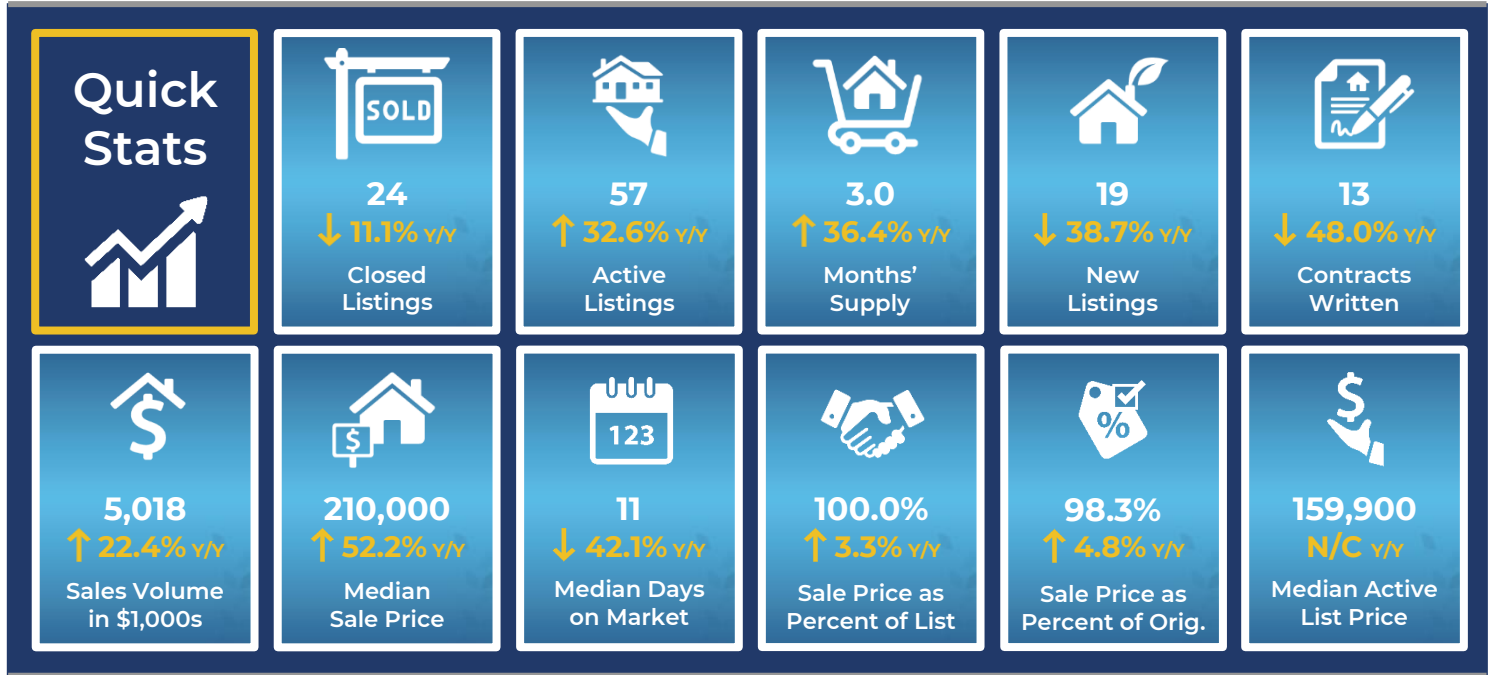 Quick
Stats
SOLD
24
↓ 11.1% Y/Y
Closed
Listings
57
↑ 32.6% Y/Y
Active
Listings
3.0
↑ 36.4% Y/Y
Months’
Supply
19
↓ 38.7% Y/Y
New
Listings
13
↓ 48.0% Y/Y
Contracts
Written
$
5,018
↑ 22.4% Y/Y
Sales Volume
in $1,000s
$
210,000
↑ 52.2% Y/Y
Median
Sale Price
123
11
↓ 42.1% Y/Y
Median Days
on Market
100.0%
↑ 3.3% Y/Y
Sale Price as
Percent of List
%
98.3%
↑ 4.8% Y/Y
Sale Price as
Percent of Orig.
$
159,900
N/C Y/Y
Median Active
List Price